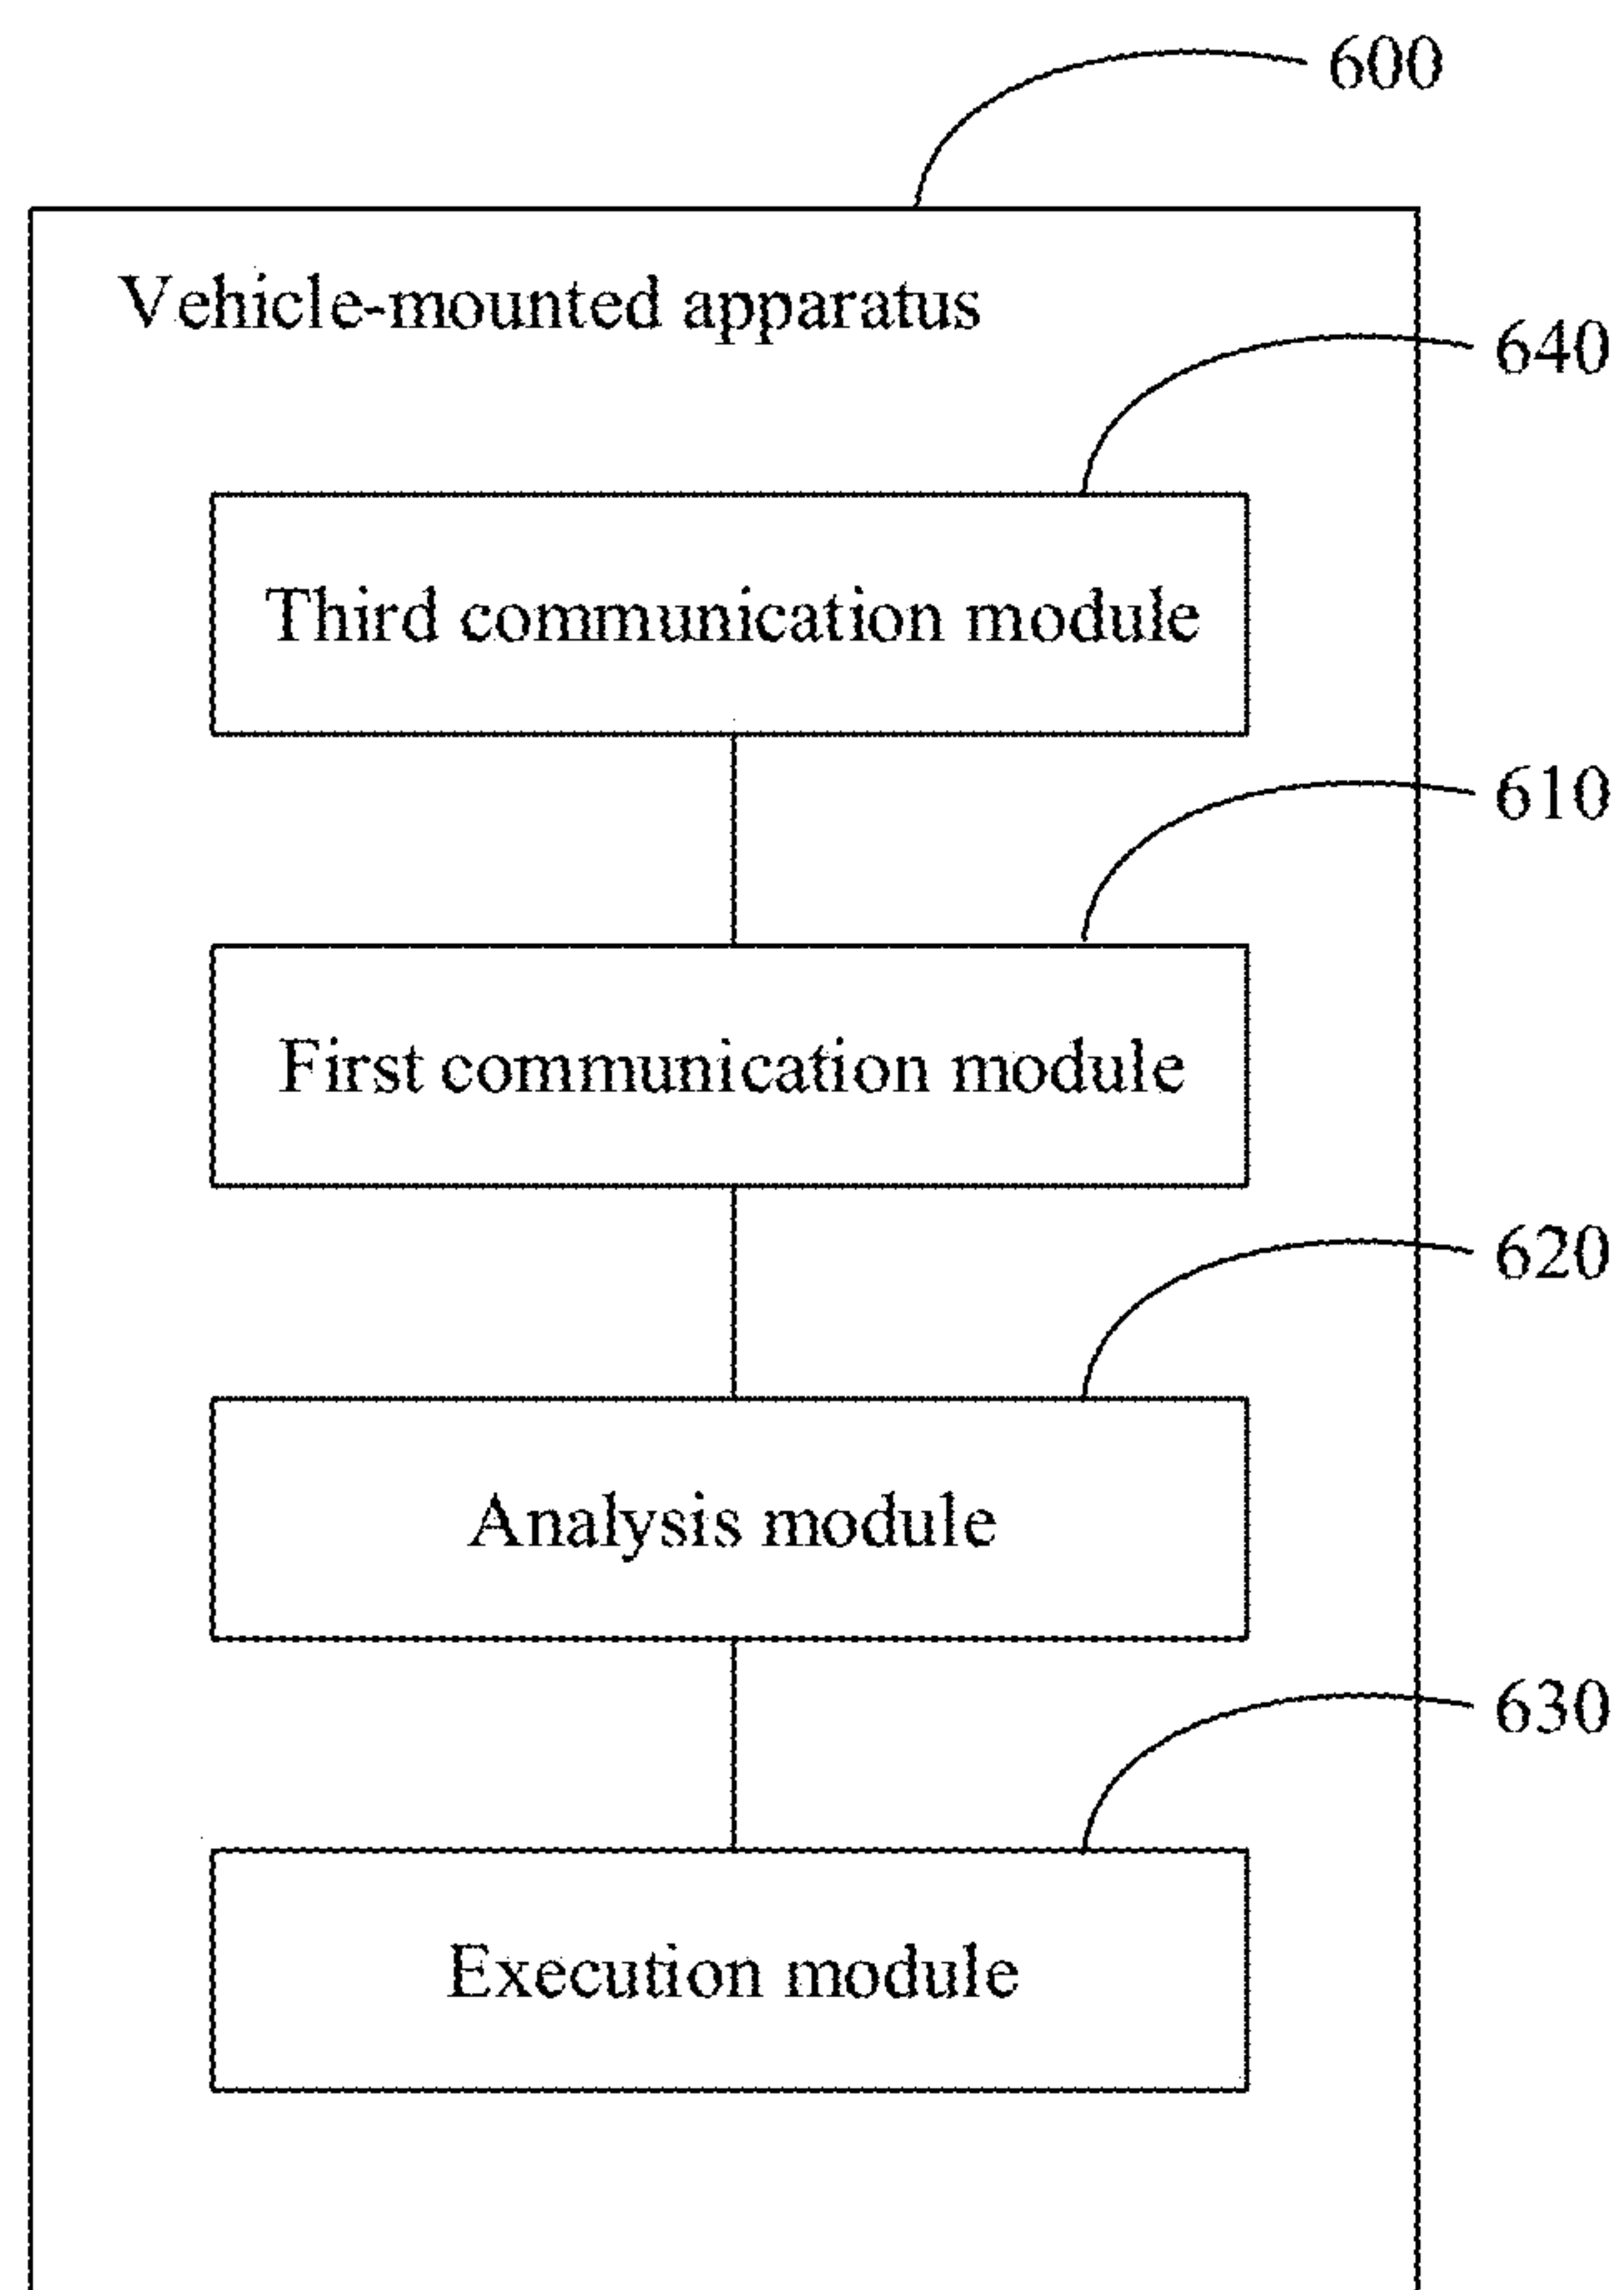 600
Vehicle-mounted apparatus
640
Third communication module
610
First communication module
620
Analysis module
630
Execution module